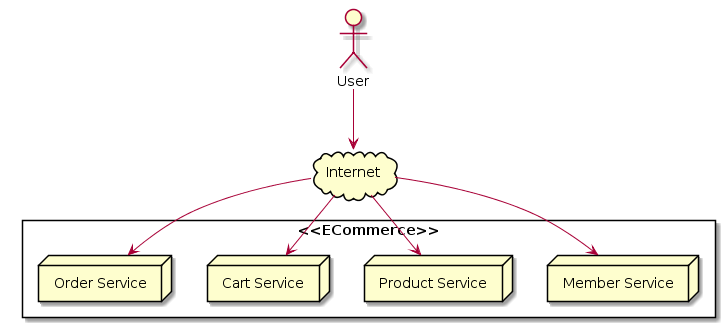 User
Internet
<<ECommerce>>
Order Service
Cart Service
Product Service
Member Service